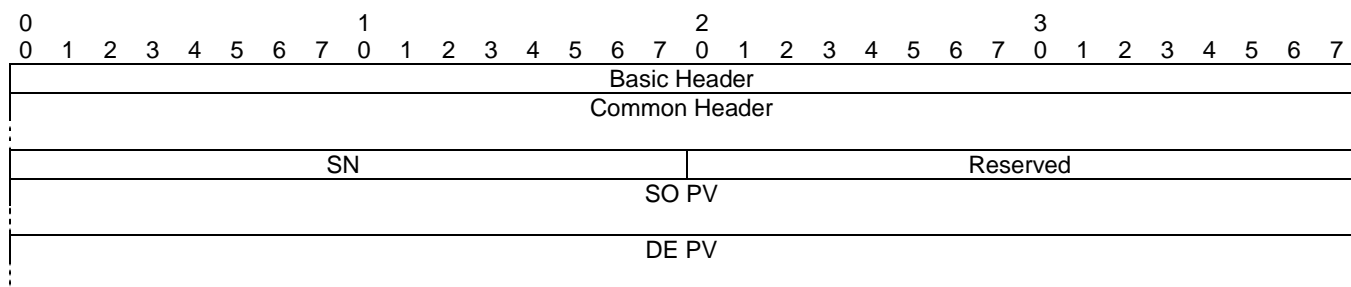 0 1 2 3
0 1 2 3 4 5 6 7 0 1 2 3 4 5 6 7 0 1 2 3 4 5 6 7 0 1 2 3 4 5 6 7
Basic Header
Common Header
SN Reserved
SO PV
DE PV